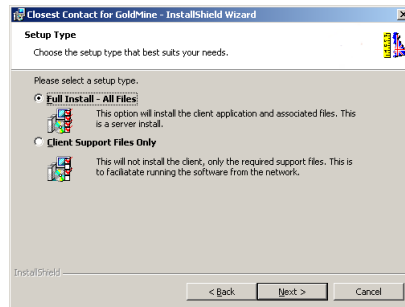 Closest Contact for GoldMine - InstallShield Wizard
Setup Type
Choose the setup type that best suits your needs.
Please select a setup type.
Full Install - All Files
This option will install the client application and associated files. This
is a server install.
Client Support Files Only
This will not install the client, only the required support files. This is
to faciliatate running the software from the network.
InstallShield
< Back
Next >
Cancel